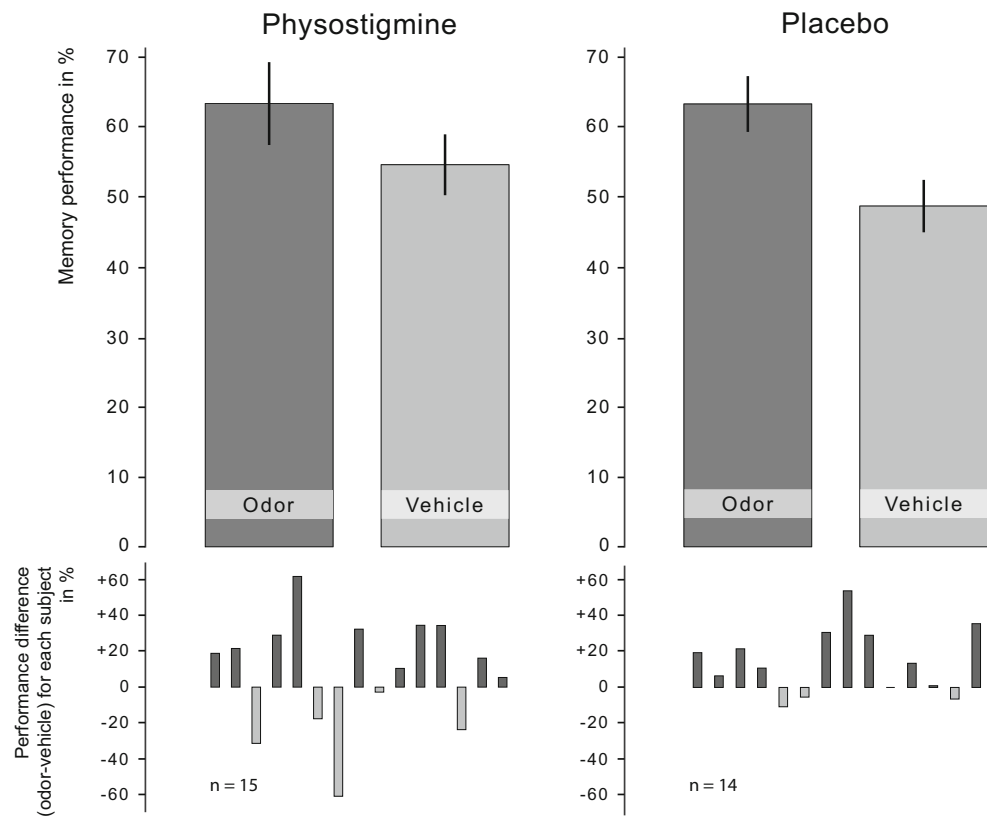 Physostigmine
Placebo
Memory performance in %
70
60
50
40
30
20
10
0
Odor
Vehicle
70
60
50
40
30
20
10
0
Odor
Vehicle
Performance difference
(odor-vehicle) for each subject
in %
+60
+40
+20
0
-20
-40
-60
n = 15
+60
+40
+20
0
-20
-40
-60
n = 14